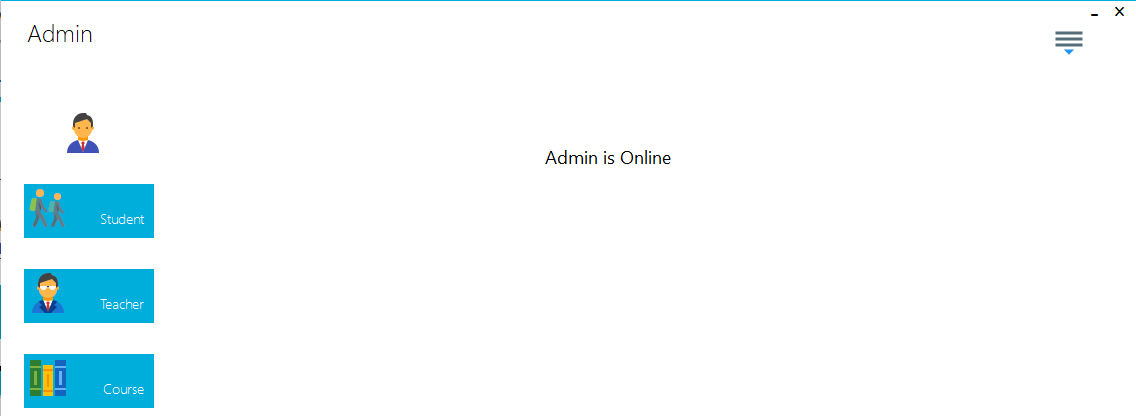 Admin
Admin is Online
Student
Teacher
Course